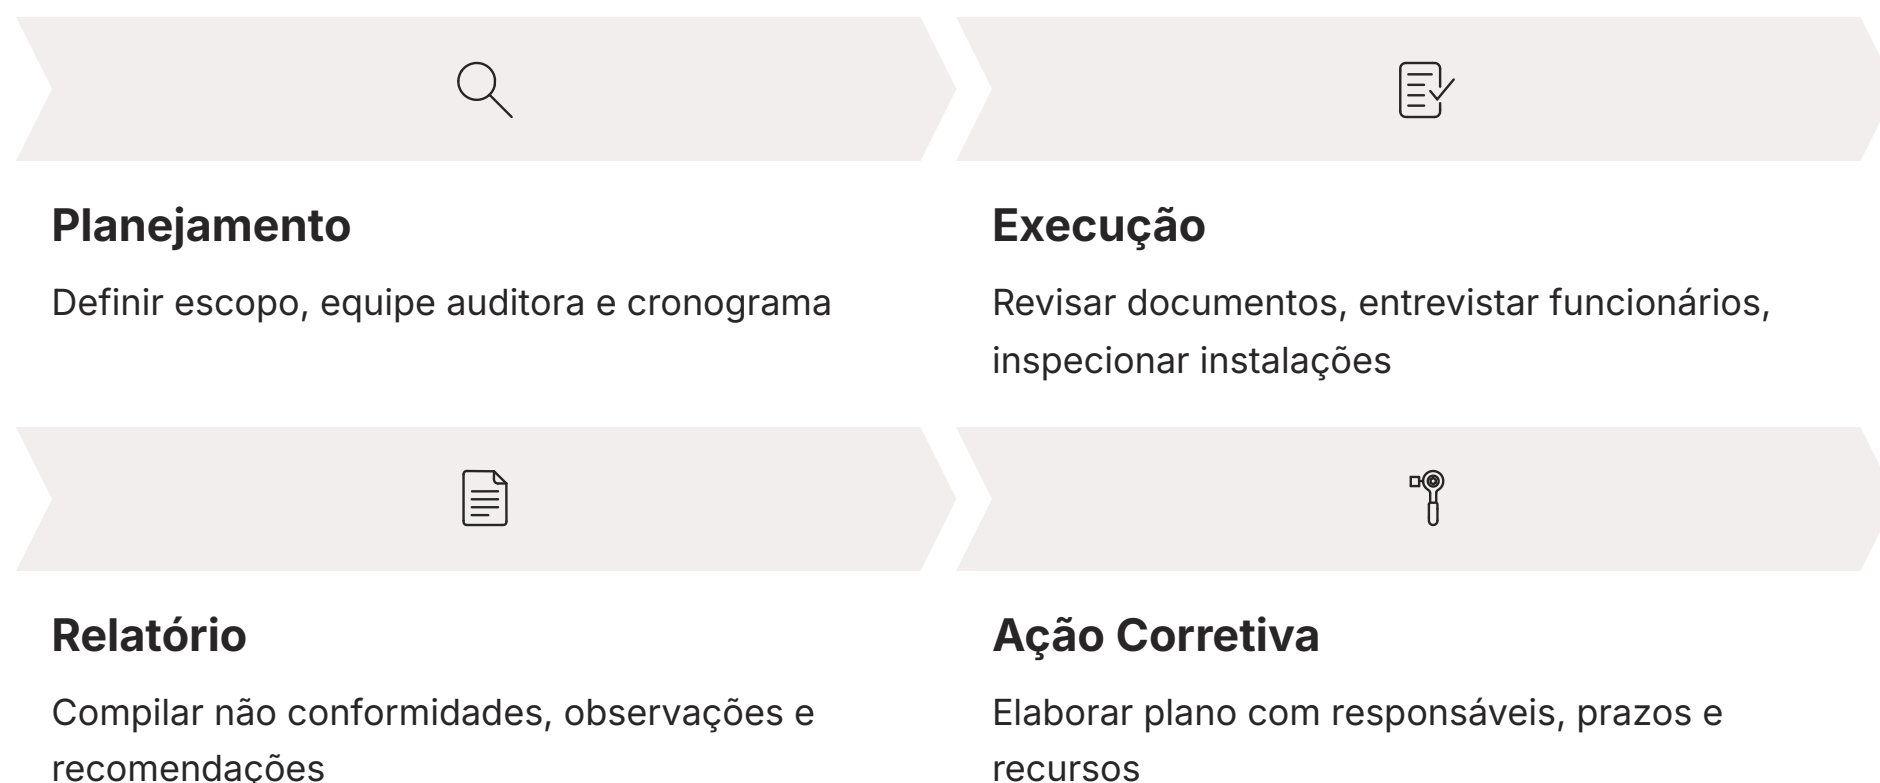 Planejamento
Definir escopo, equipe auditora e cronograma
Execução
Revisar documentos, entrevistar funcionários,
inspecionar instalações
Relatório
Compilar não conformidades, observações e
recomendações
Ação Corretiva
Elaborar plano com responsáveis, prazos e
recursos